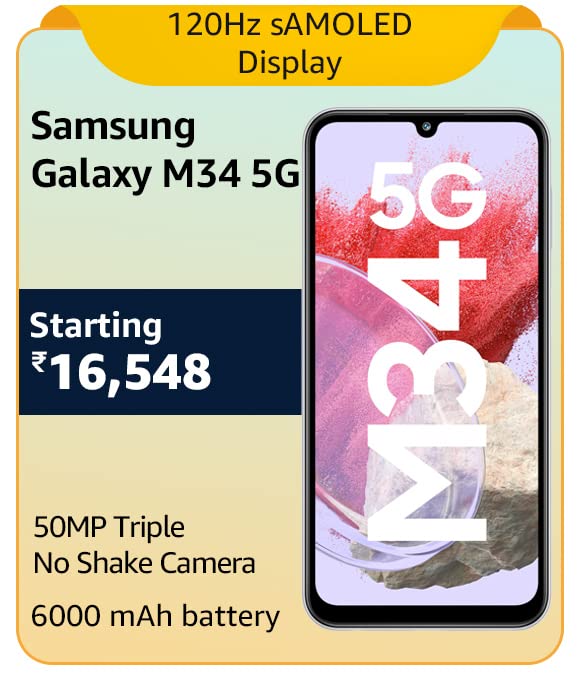 120Hz sAMOLED
Display
Samsung
Galaxy M34 5G
Starting
₹16,548
50MP Triple
No Shake Camera
6000 mAh battery
5G
M34